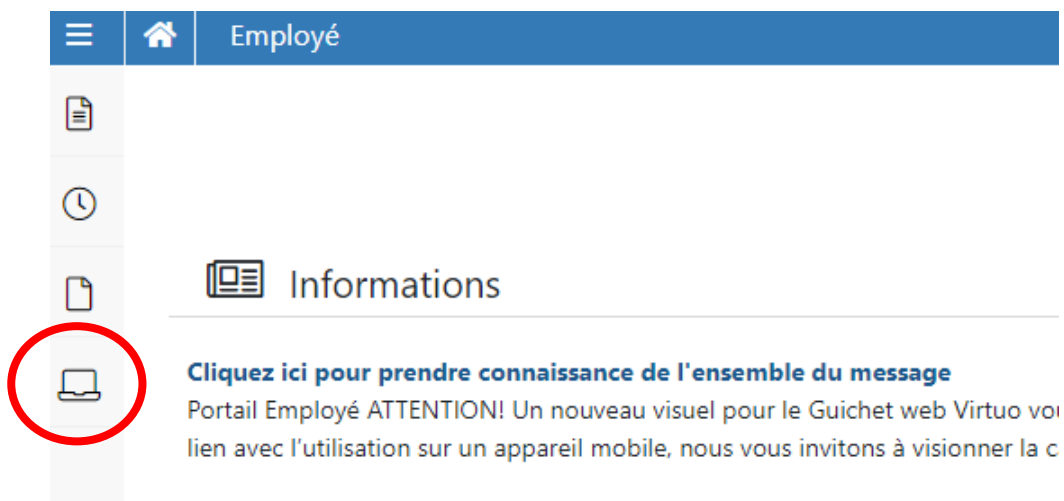 Employé
Informations
Cliquez ici pour prendre connaissance de l'ensemble du message
Portail Employé ATTENTION! Un nouveau visuel pour le Guichet web Virtuo
lien avec l'utilisation sur un appareil mobile, nous vous invitons à visionner la